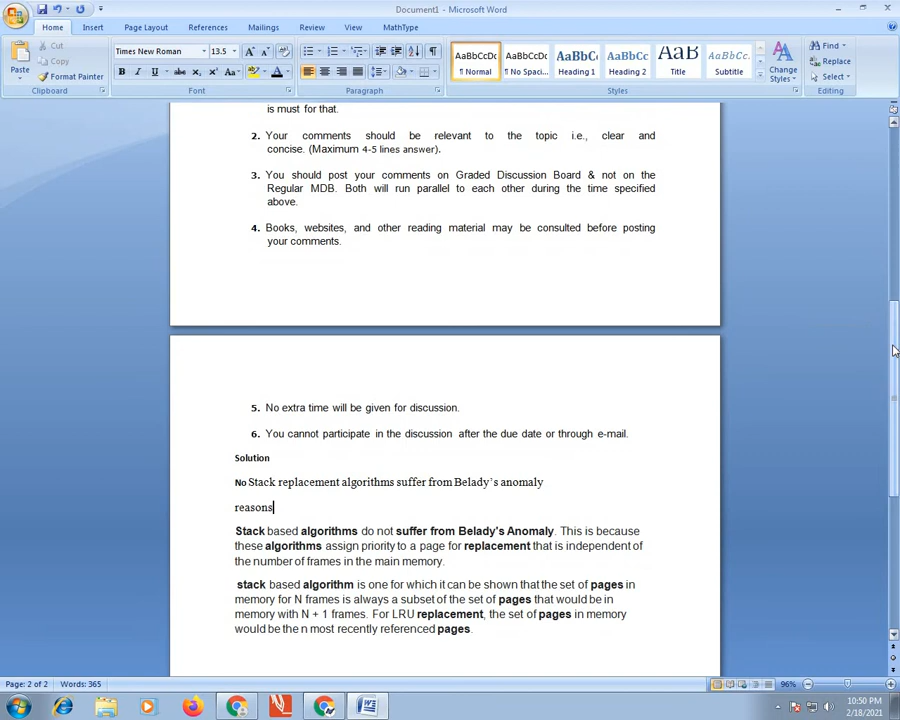 Document1 - Microsoft Word
Home Insert Page Layout References Mailings Review View MathType
Paste
Cut
Copy
Format Painter
Clipboard
Times New Roman 13.5
Font
Paragraph
AaBbCcDc AaBbCcDc AaBbC AaBbCc AaB AaBbCc
¶ Normal ¶ No Spaci... Heading 1 Heading 2 Title Subtitle
Change
Styles
Styles
Find
Replace
Select
Editing
is must for that.
2. Your comments should be relevant to the topic i.e., clear and
concise. (Maximum 4-5 lines answer).
3. You should post your comments on Graded Discussion Board & not on the
Regular MDB. Both will run parallel to each other during the time specified
above.
4. Books, websites, and other reading material may be consulted before posting
your comments.
5. No extra time will be given for discussion.
6. You cannot participate in the discussion after the due date or through e-mail.
Solution
No Stack replacement algorithms suffer from Belady's anomaly
reasons
Stack based algorithms do not suffer from Belady's Anomaly. This is because
these algorithms assign priority to a page for replacement that is independent of
the number of frames in the main memory.
stack based algorithm is one for which it can be shown that the set of pages in
memory for N frames is always a subset of the set of pages that would be in
memory with N + 1 frames. For LRU replacement, the set of pages in memory
would be the n most recently referenced pages.
Page: 2 of 2 Words: 365
96%
10:50 PM
2/18/2021